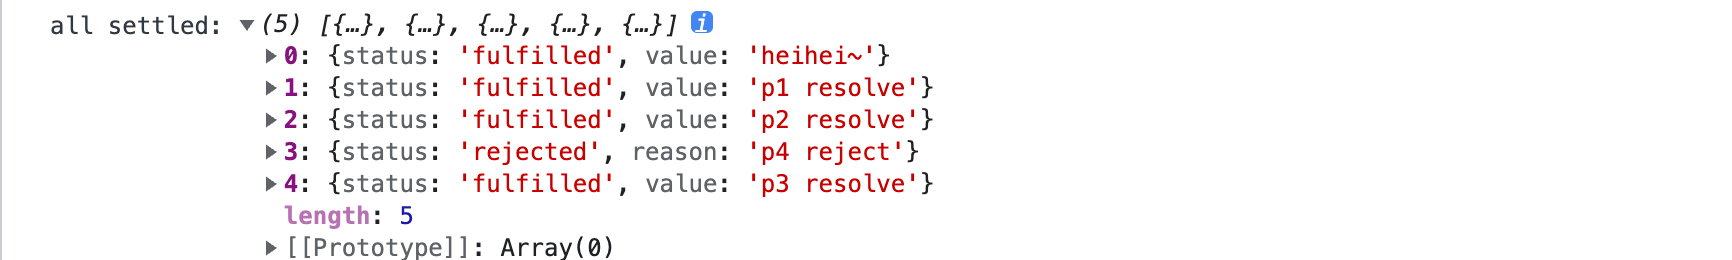 all settled: ▼(5) [{…}, {…}, {…}, {…}, {…}] i
▶0: {status: 'fulfilled', value: 'heihei~'}
▶1: {status: 'fulfilled', value: 'p1 resolve'}
▶2: {status: 'fulfilled', value: 'p2 resolve'}
▶3: {status: 'rejected', reason: 'p4 reject'}
▶4: {status: 'fulfilled', value: 'p3 resolve'}
length: 5
▶[[Prototype]]: Array(0)